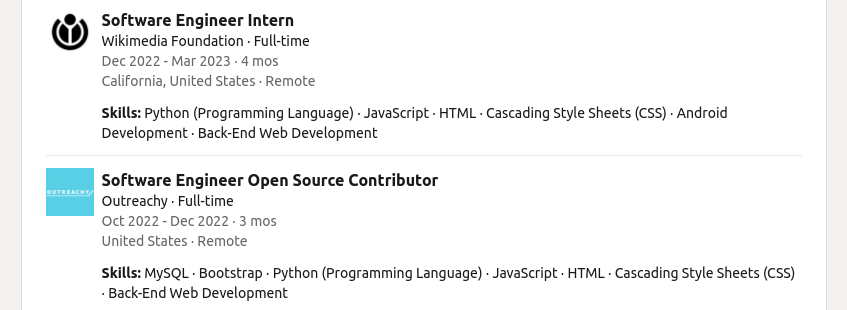 Software Engineer Intern
Wikimedia Foundation · Full-time
Dec 2022 - Mar 2023 · 4 mos
California, United States · Remote
Skills: Python (Programming Language) · JavaScript · HTML · Cascading Style Sheets (CSS) · Android
Development · Back-End Web Development
OUTREACHY
Software Engineer Open Source Contributor
Outreachy · Full-time
Oct 2022 - Dec 2022 · 3 mos
United States · Remote
Skills: MySQL · Bootstrap · Python (Programming Language) · JavaScript · HTML · Cascading Style Sheets (CSS)
· Back-End Web Development